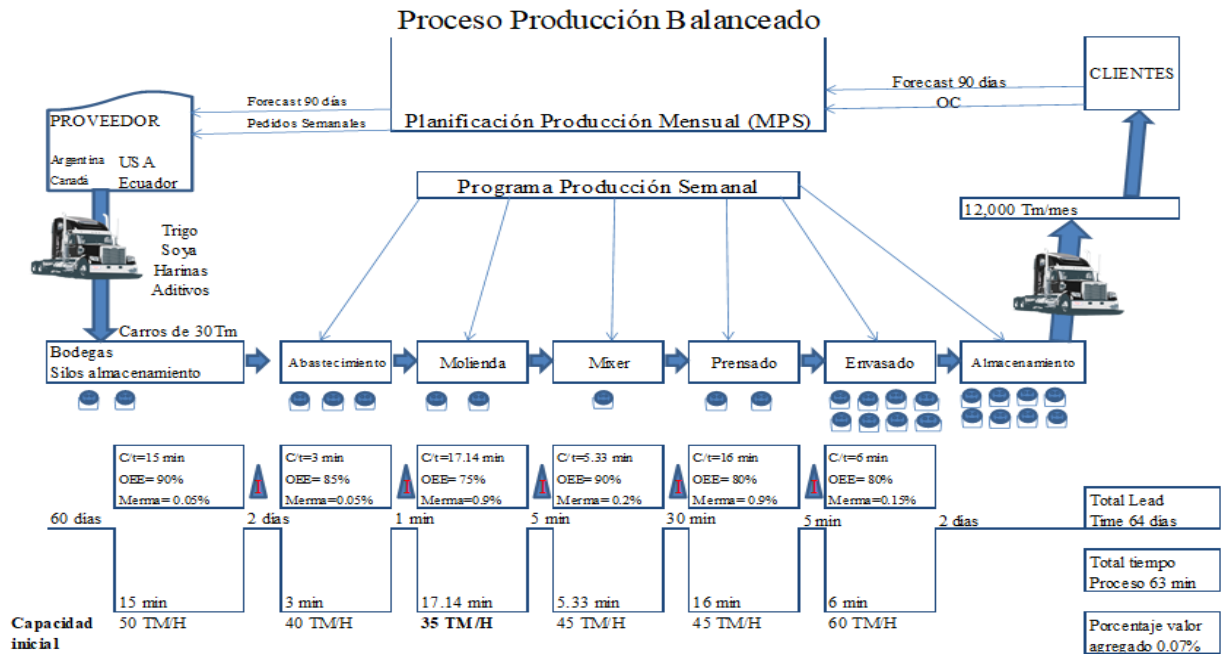 Proceso Producción Balanceado
CLIENTES
Forecast 90 días
OC
Forecast 90 días
Pedidos Semanales
Planificación Producción Mensual (MPS)
PROVEEDOR
Argentina USA
Canadá Ecuador
Programa Producción Semanal
12,000 Tm/mes
Trigo
Soya
Harinas
Aditivos
Carros de 30 Tm
Bodegas
Silos almacenamiento
Abastecimiento
Molienda
Mixer
Prensado
Envasado
Almacenamiento
C/t=15 min
OEE= 90%
Merma= 0.05%
I
C/t=3 min
OEE= 85%
Merma=0.05%
I
C/t=17.14 min
OEE= 75%
Merma=0.9%
I
C/t=5.33 min
OEE= 90%
Merma= 0.2%
I
C/t= 16 min
OEE= 80%
Merma= 0.9%
I
C/t= 6 min
OEE= 80%
Merma=0.15%
60 dias
2 dias
1 min
5 min
30 min
5 min
2 dias
Total Lead
Time 64 dias
Total tiempo
Proceso 63 min
15 min
3 min
17.14 min
5.33 min
16 min
6 min
Capacidad
inicial
50 TM/H
40 TM/H
35 TM/H
45 TM/H
45 TM/H
60 TM/H
Porcentaje valor
agregado 0.07%